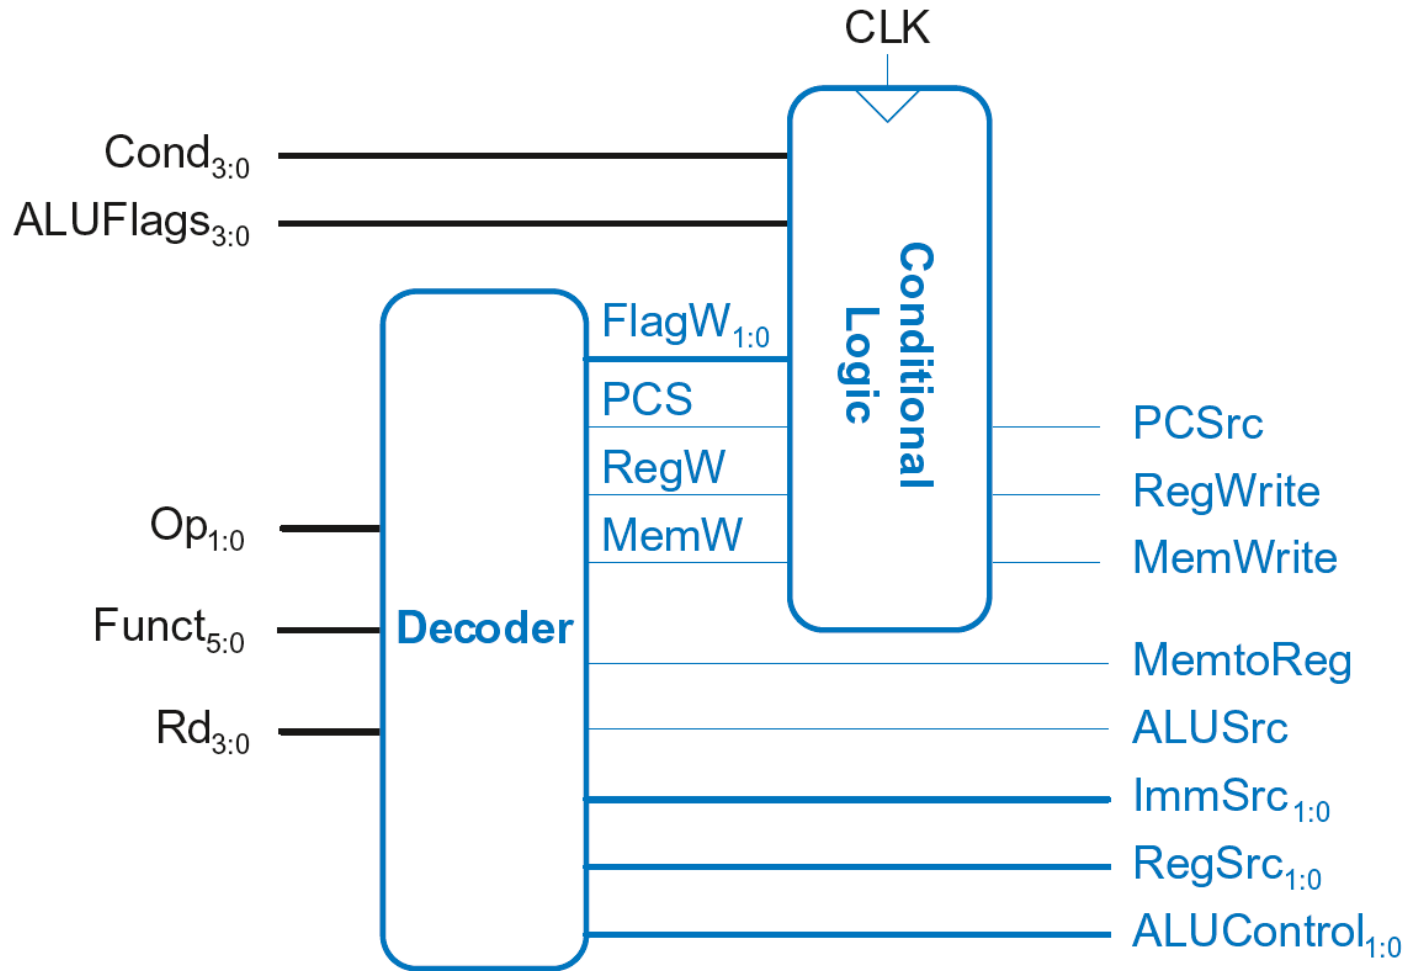 CLK
Cond3:0
ALUFlags3:0
Conditional
Logic
FlagW1:0
PCS
RegW
MemW
PCSrc
RegWrite
MemWrite
Op1:0
Funct5:0
Rd3:0
Decoder
MemtoReg
ALUSrc
ImmSrc1:0
RegSrc1:0
ALUControl1:0